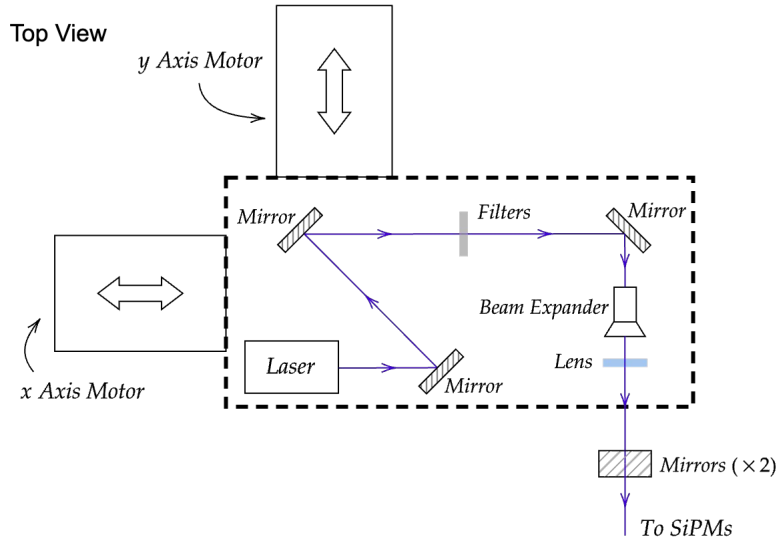 Top View
y Axis Motor
Mirror
Filters
Mirror
Beam Expander
Laser
Lens
Mirror
x Axis Motor
Mirrors (×2)
To SiPMs